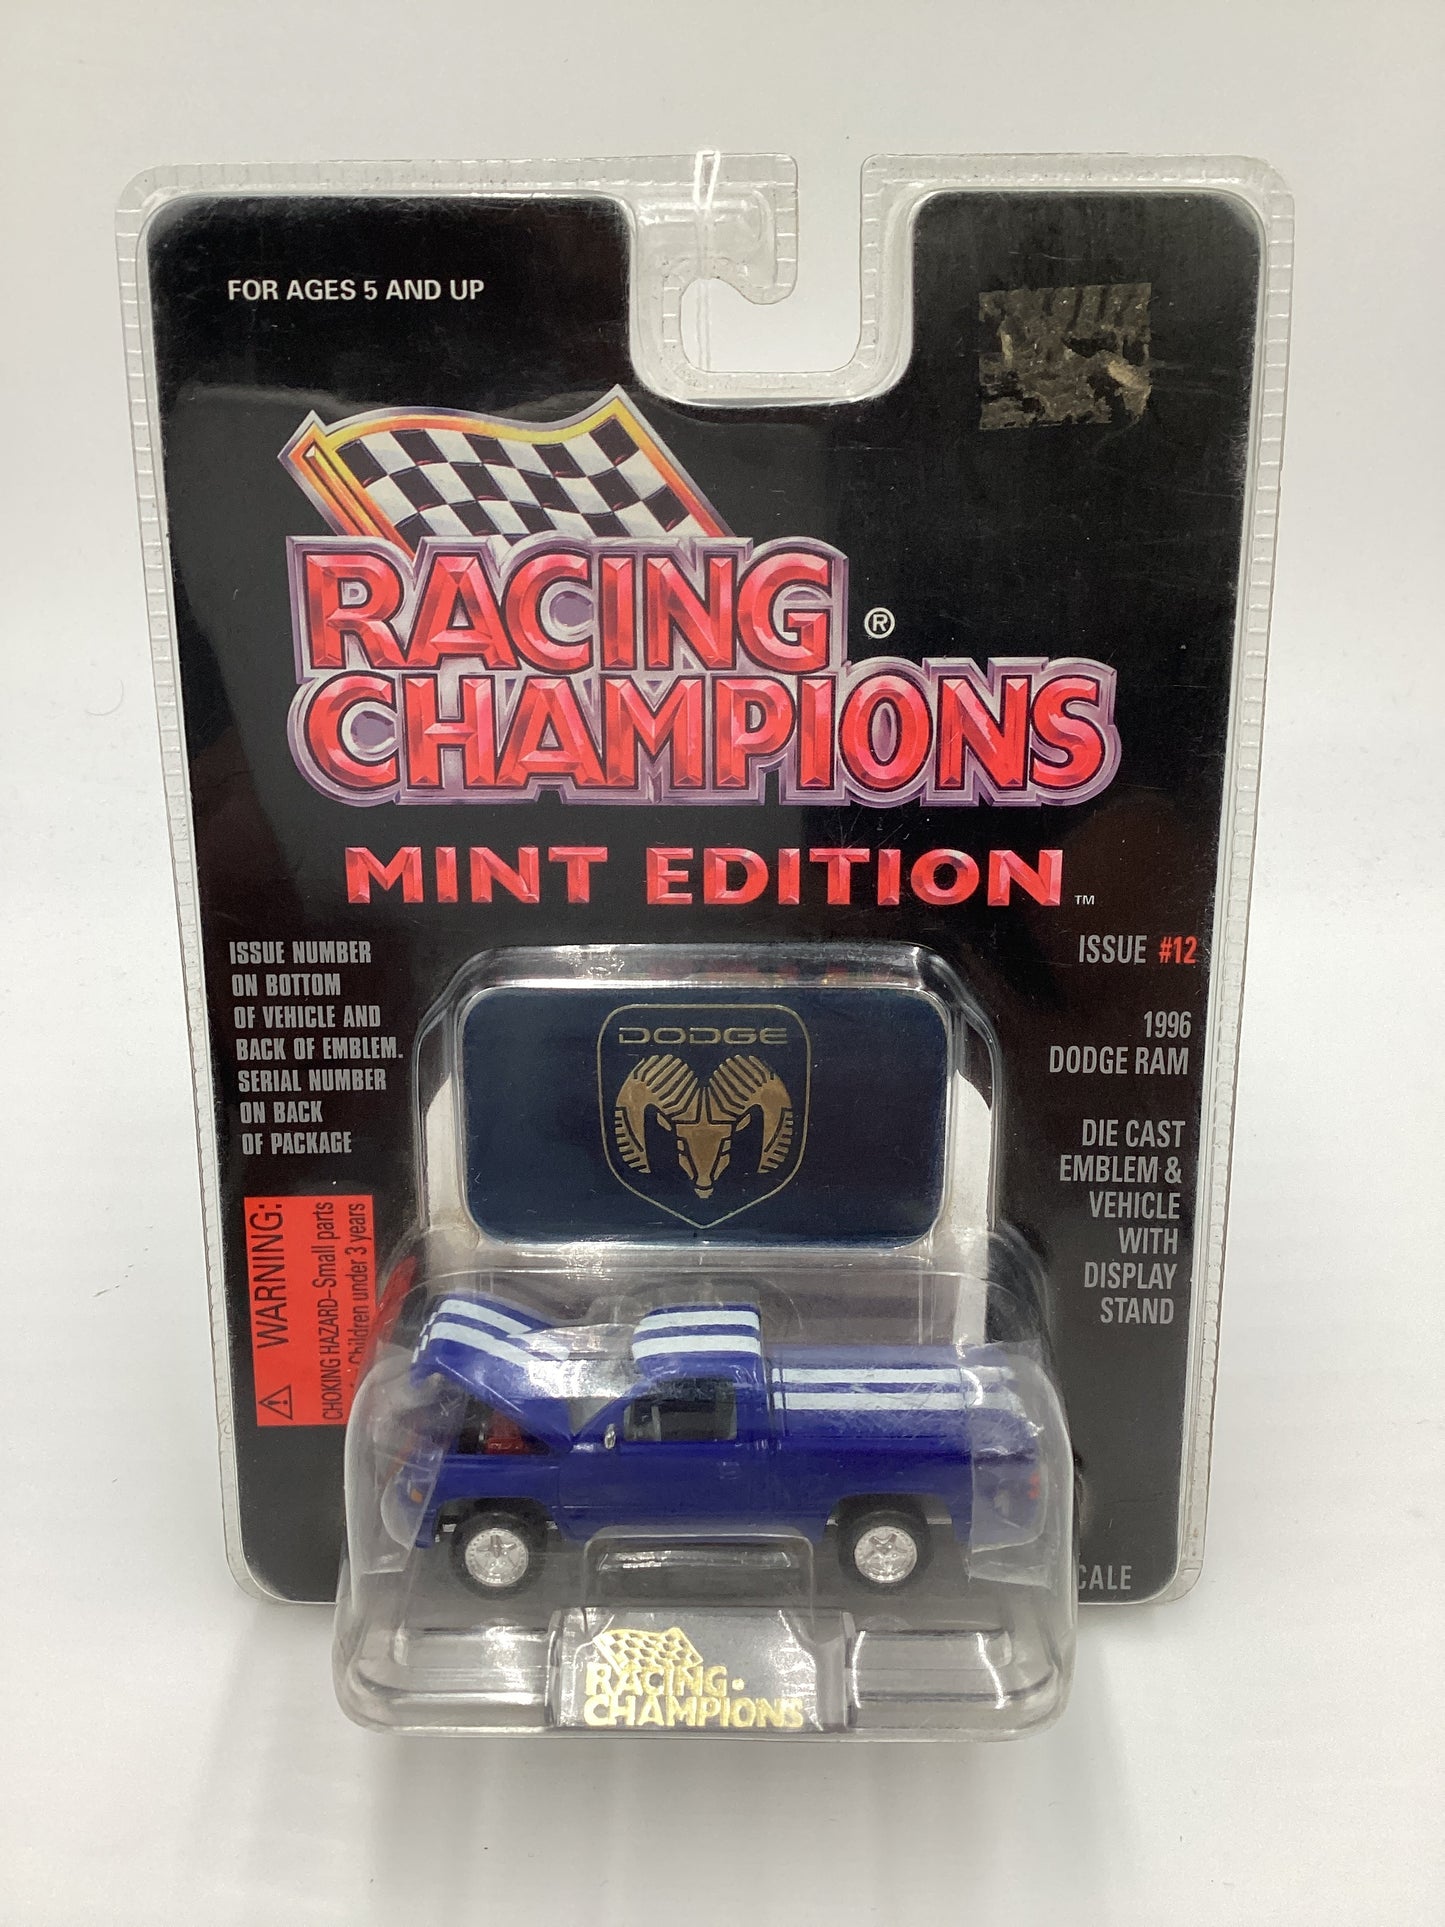 FOR AGES 5 AND UP
RACING ®
CHAMPIONS
MINT EDITION ™
ISSUE NUMBER
ON BOTTOM
OF VEHICLE AND
BACK OF EMBLEM.
SERIAL NUMBER
ON BACK
OF PACKAGE
ISSUE #12
1996
DODGE RAM
DIE CAST
EMBLEM &
VEHICLE
WITH
DISPLAY
STAND
DODGE
WARNING:
CHOKING HAZARD-Small parts
Children under 3 years
CALE
RACING
CHAMPIONS